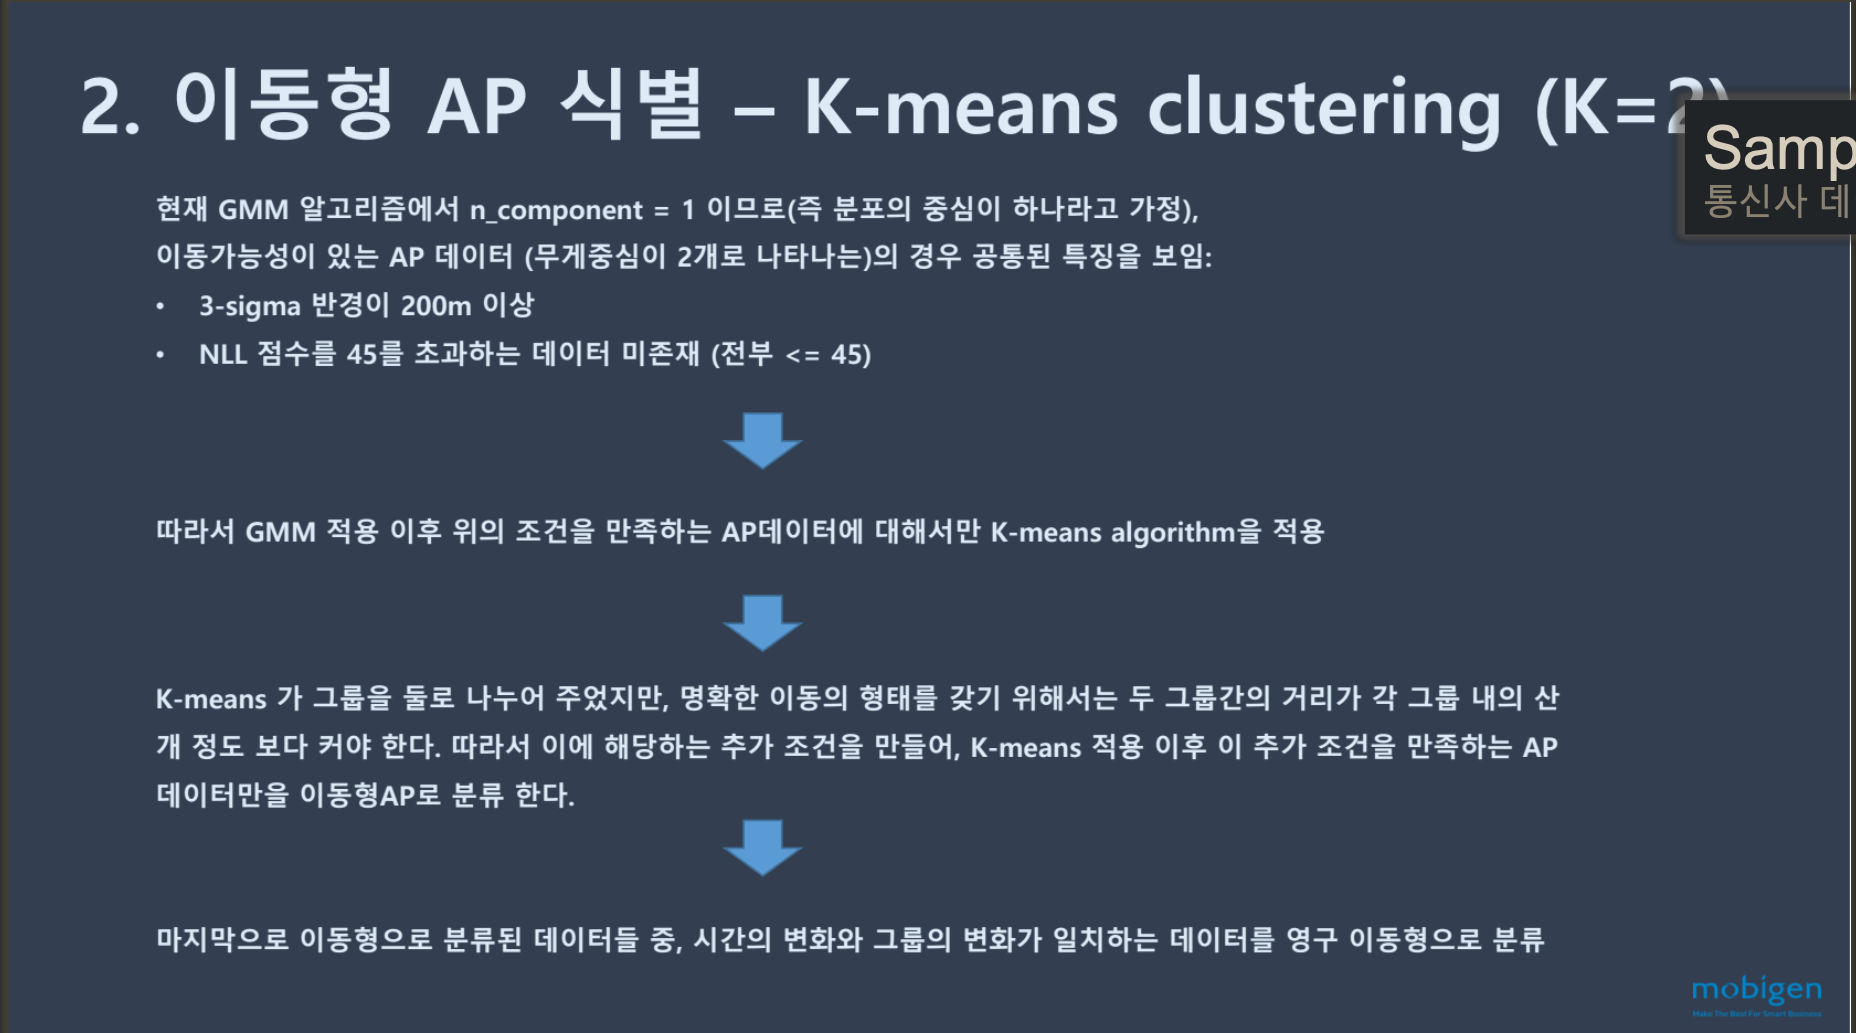 2. 이동형 AP 식별 – K-means clustering (K=2)
Samp
통신사 데
현재 GMM 알고리즘에서 n_component = 1 이므로(즉 분포의 중심이 하나라고 가정),
이동가능성이 있는 AP 데이터 (무게중심이 2개로 나타나는)의 경우 공통된 특징을 보임:
• 3-sigma 반경이 200m 이상
• NLL 점수를 45를 초과하는 데이터 미존재 (전부 <= 45)
따라서 GMM 적용 이후 위의 조건을 만족하는 AP데이터에 대해서만 K-means algorithm을 적용
K-means 가 그룹을 둘로 나누어 주었지만, 명확한 이동의 형태를 갖기 위해서는 두 그룹간의 거리가 각 그룹 내의 산
개 정도 보다 커야 한다. 따라서 이에 해당하는 추가 조건을 만들어, K-means 적용 이후 이 추가 조건을 만족하는 AP
데이터만을 이동형AP로 분류 한다.
마지막으로 이동형으로 분류된 데이터들 중, 시간의 변화와 그룹의 변화가 일치하는 데이터를 영구 이동형으로 분류
mobigen
Make The Best For Smart Business